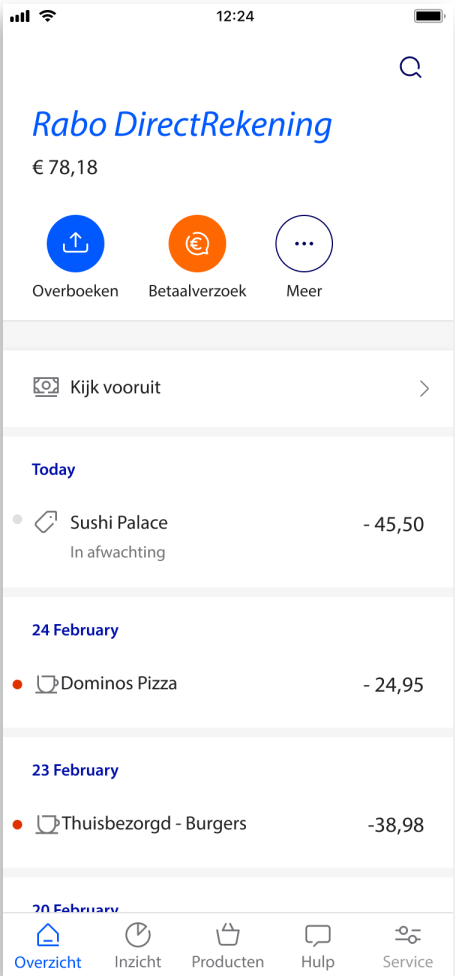 12:24
Rabo DirectRekening
€ 78,18
Overboeken Betaalverzoek Meer
Kijk vooruit
Today
Sushi Palace - 45,50
In afwachting
24 February
Dominos Pizza - 24,95
23 February
Thuisbezorgd - Burgers -38,98
20 February
Overzicht Inzicht Producten Hulp Service